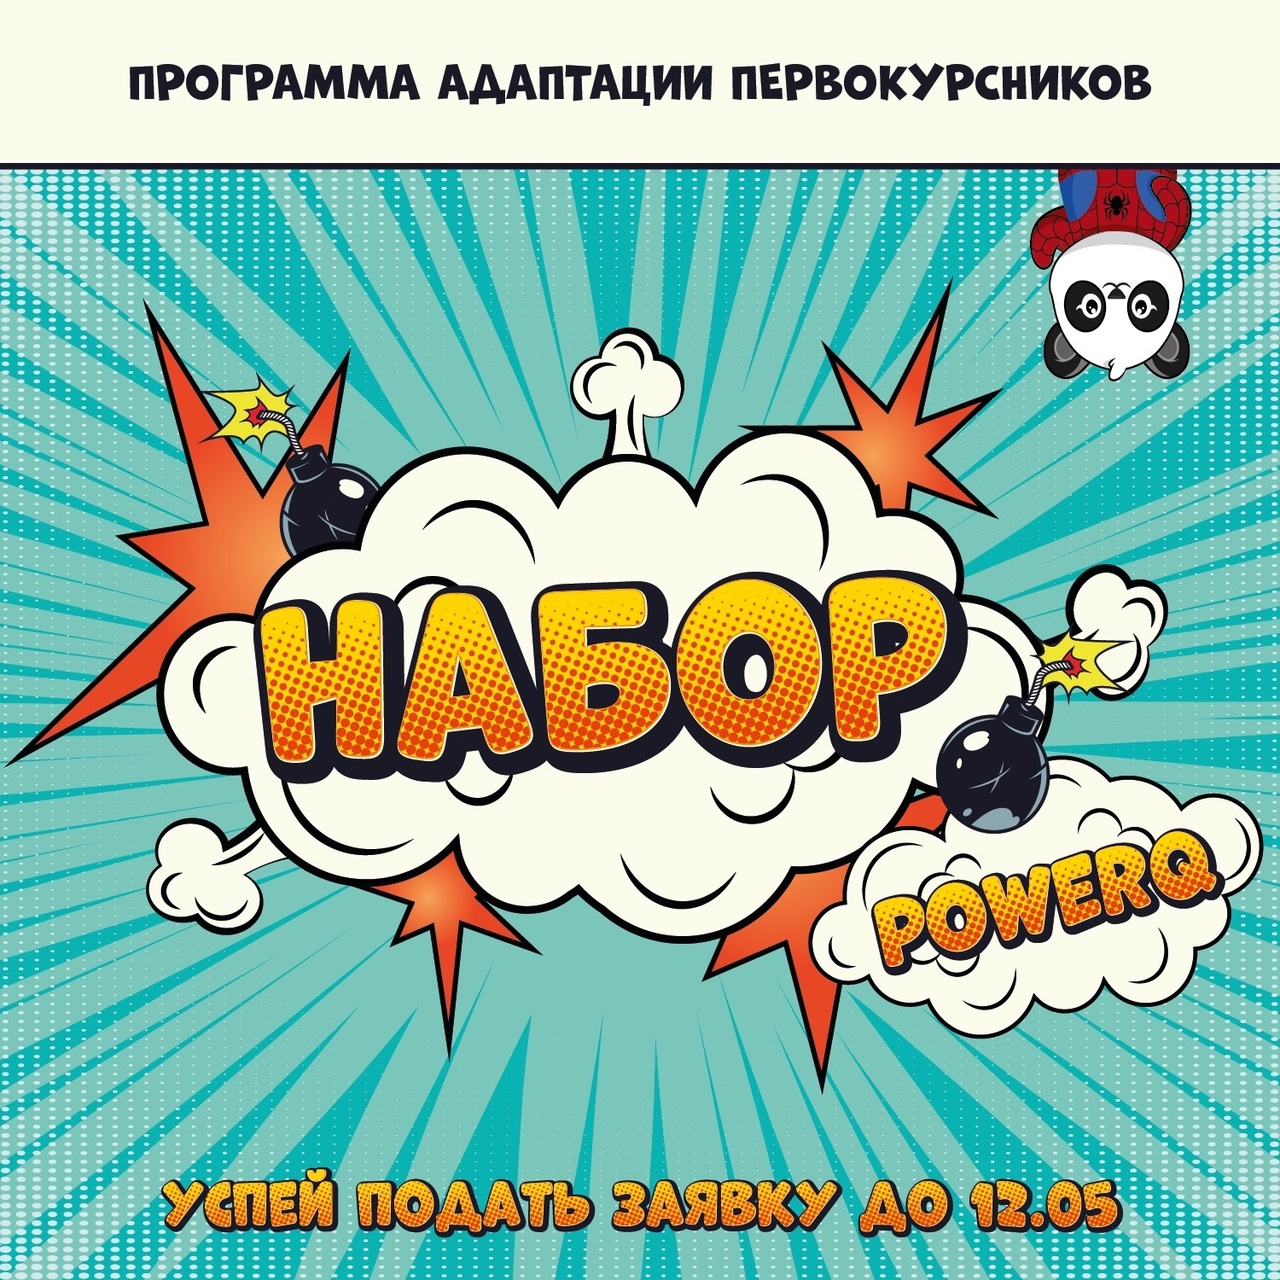 ПРОГРАММА АДАПТАЦИИ ПЕРВОКУРСНИКОВ
НАБОР
POWERQ
УСПЕЙ ПОДАТЬ ЗАЯВКУ ДО 12.05